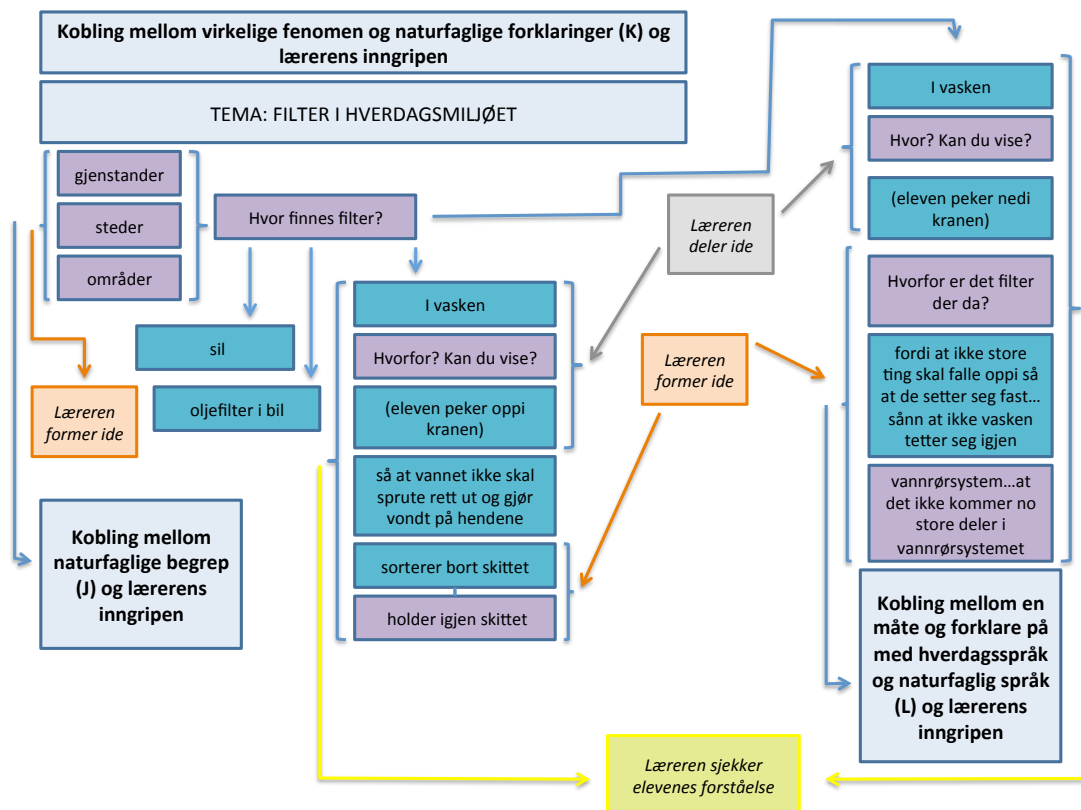 Kobling mellom virkelige fenomen og naturfaglige forklaringer (K) og
lærerens inngripen
TEMA: FILTER I HVERDAGSMILJØET
gjenstander
steder
områder
Hvor finnes filter?
sil
oljefilter i bil
Læreren
former ide
Kobling mellom
naturfaglige begrep
(J) og lærerens
inngripen
I vasken
Hvorfor? Kan du vise?
(eleven peker oppi
kranen)
så at vannet ikke skal
sprute rett ut og gjør
vondt på hendene
sorterer bort skittet
holder igjen skittet
Læreren
deler ide
Læreren
former ide
I vasken
Hvor? Kan du vise?
(eleven peker nedi
kranen)
Hvorfor er det filter
der da?
fordi at ikke store
ting skal falle oppi så
at de setter seg fast...
sånn at ikke vasken
tetter seg igjen
vannrørsystem...at
det ikke kommer no
store deler i
vannrørsystemet
Kobling mellom en
måte og forklare på
med hverdagsspråk
og naturfaglig språk
(L) og lærerens
inngripen
Læreren sjekker
elevenes forståelse